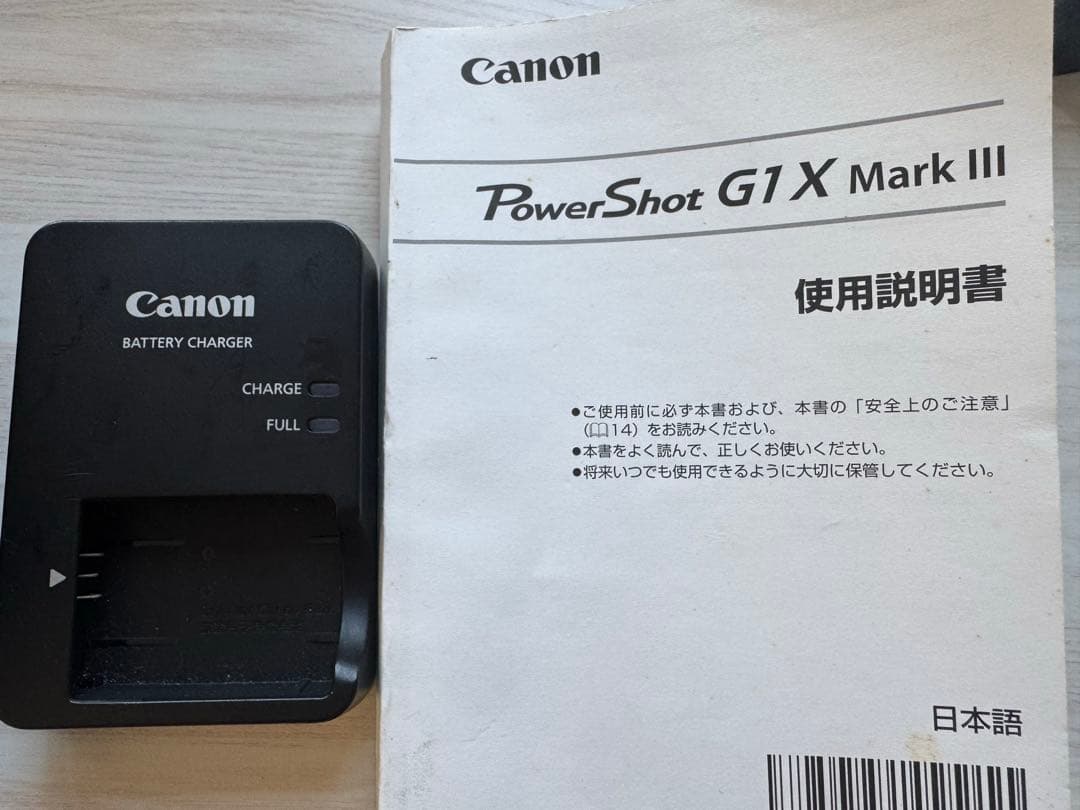 Canon
BATTERY CHARGER
CHARGE
FULL
Canon
PowerShot G1 X Mark III
使用説明書
●ご使用前に必ず本書および、本書の「安全上のご注意」
（📖14）をお読みください。
●本書をよく読んで、正しくお使いください。
●将来いつでも使用できるように大切に保管してください。
日本語